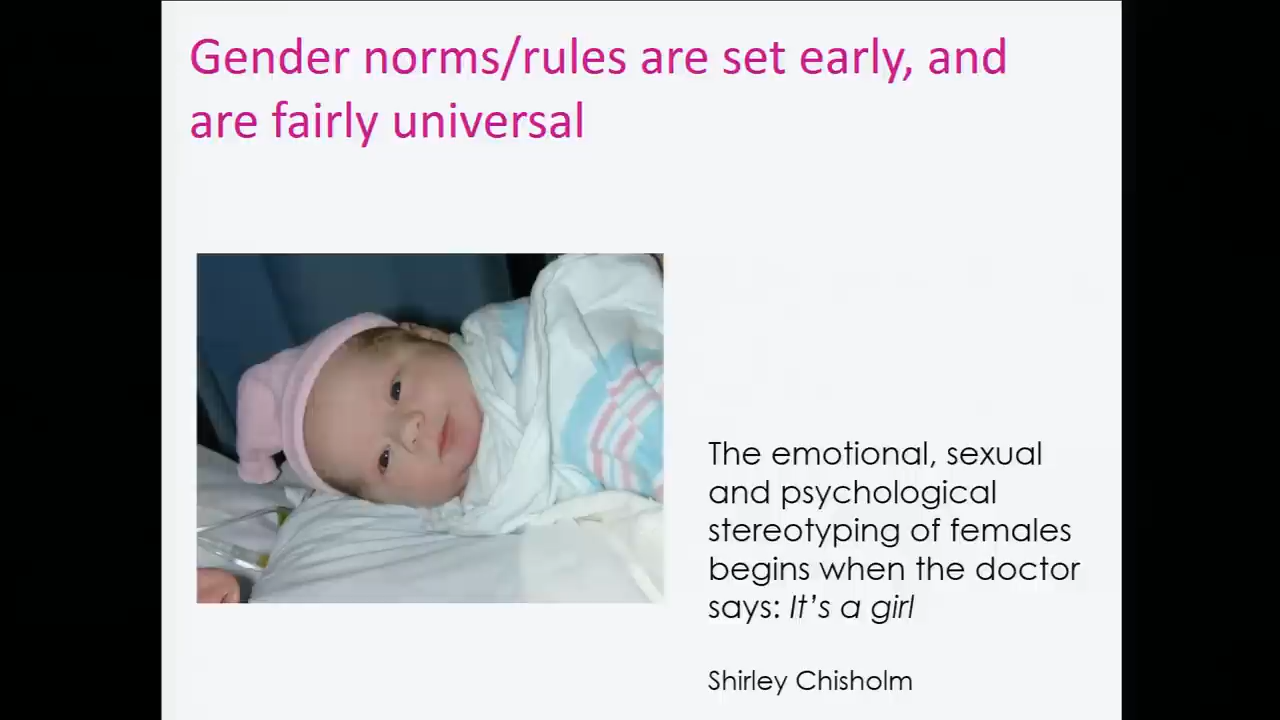 Gender norms/rules are set early, and
are fairly universal
The emotional, sexual
and psychological
stereotyping of females
begins when the doctor
says: It’s a girl
Shirley Chisholm